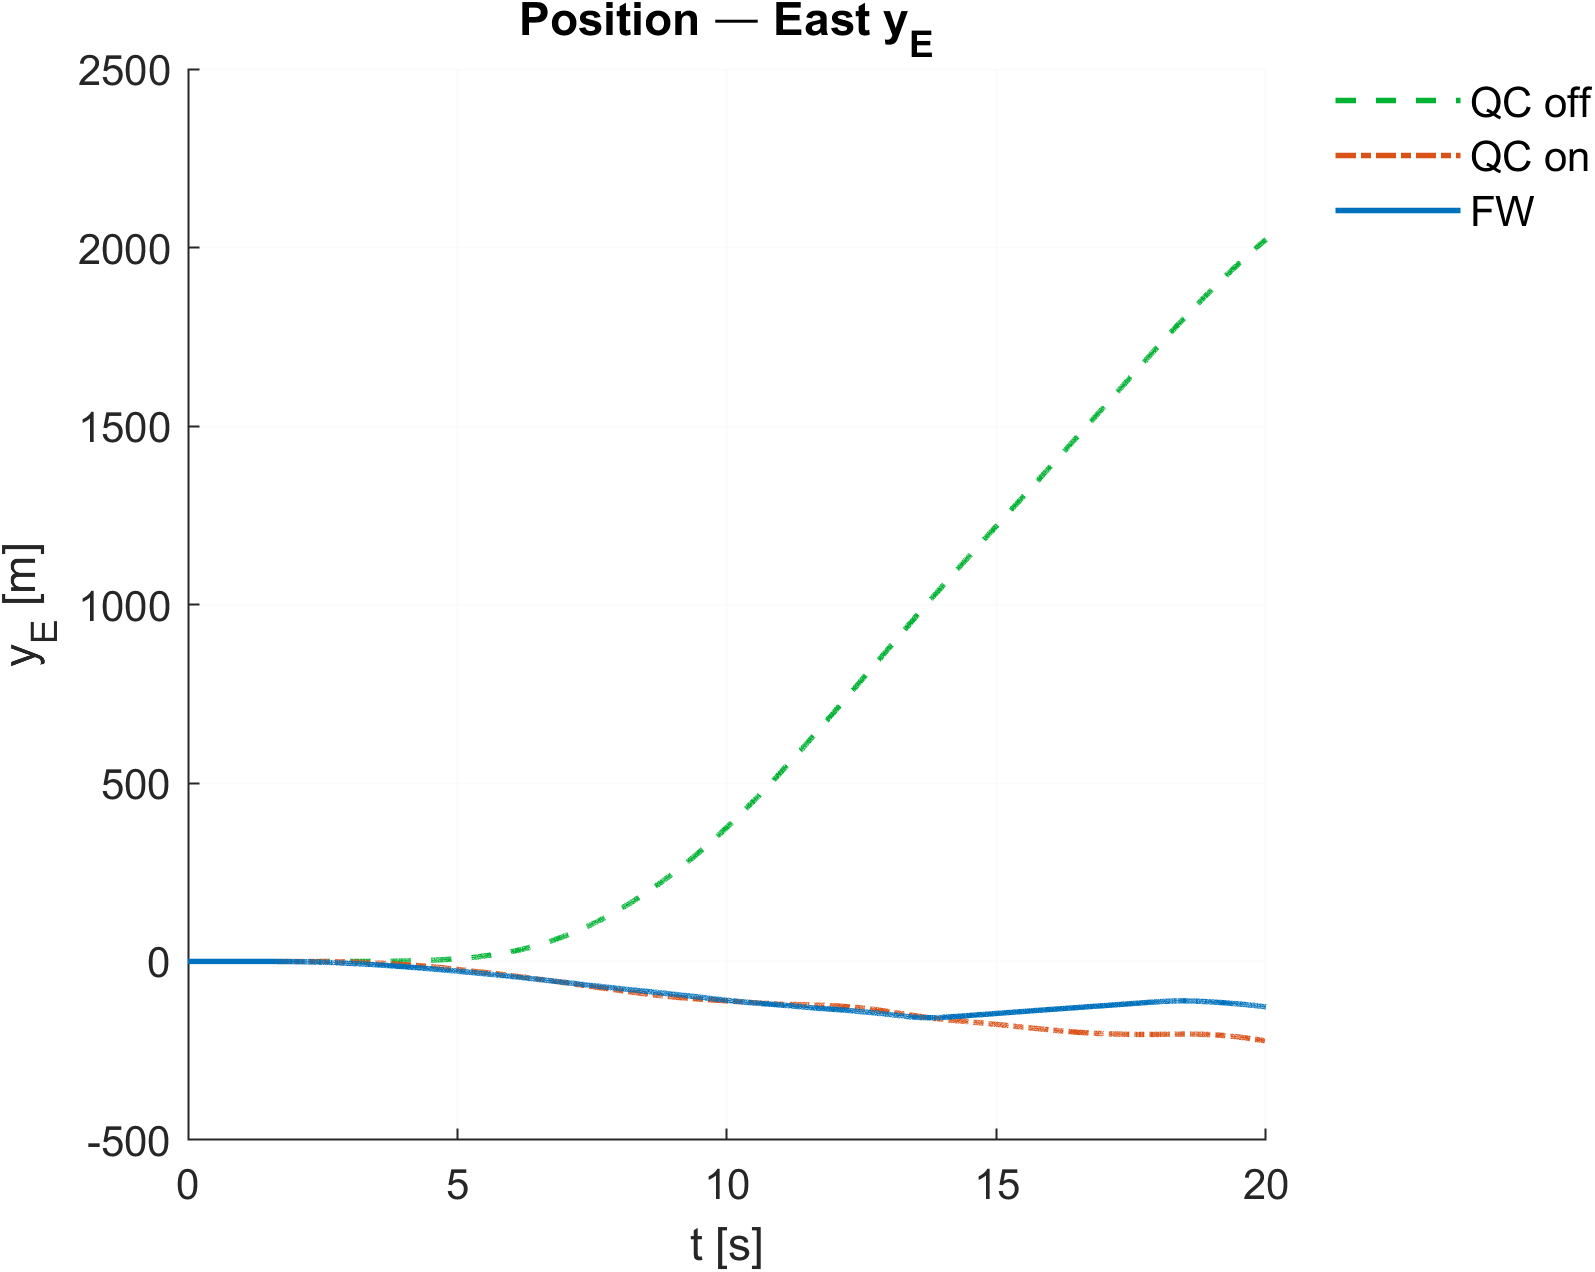 Position — East y_E
2500
2000
1500
1000
500
0
-500
y_E [m]
0 5 10 15 20
t [s]
QC off
QC on
FW